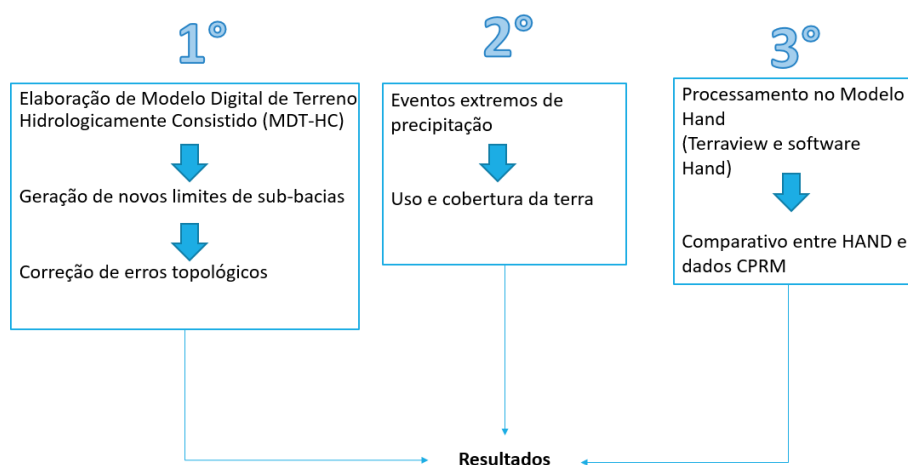 1°
Elaboração de Modelo Digital de Terreno
Hidrologicamente Consistido (MDT-HC)
Geração de novos limites de sub-bacias
Correção de erros topológicos
2°
Eventos extremos de
precipitação
Uso e cobertura da terra
3°
Processamento no Modelo
Hand
(Terraview e software
Hand)
Comparativo entre HAND e
dados CPRM
Resultados